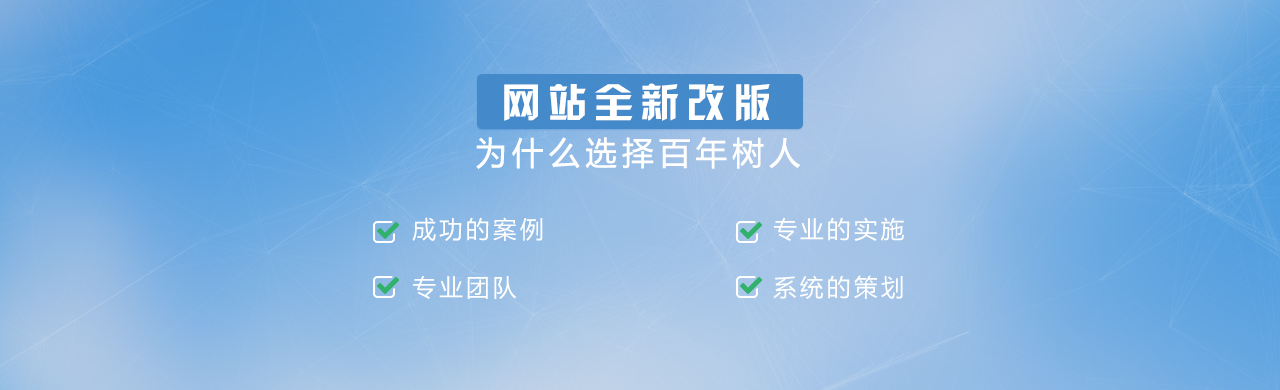 网站全新改版
为什么选择百年树人
成功的案例
专业的实施
专业团队
系统的策划